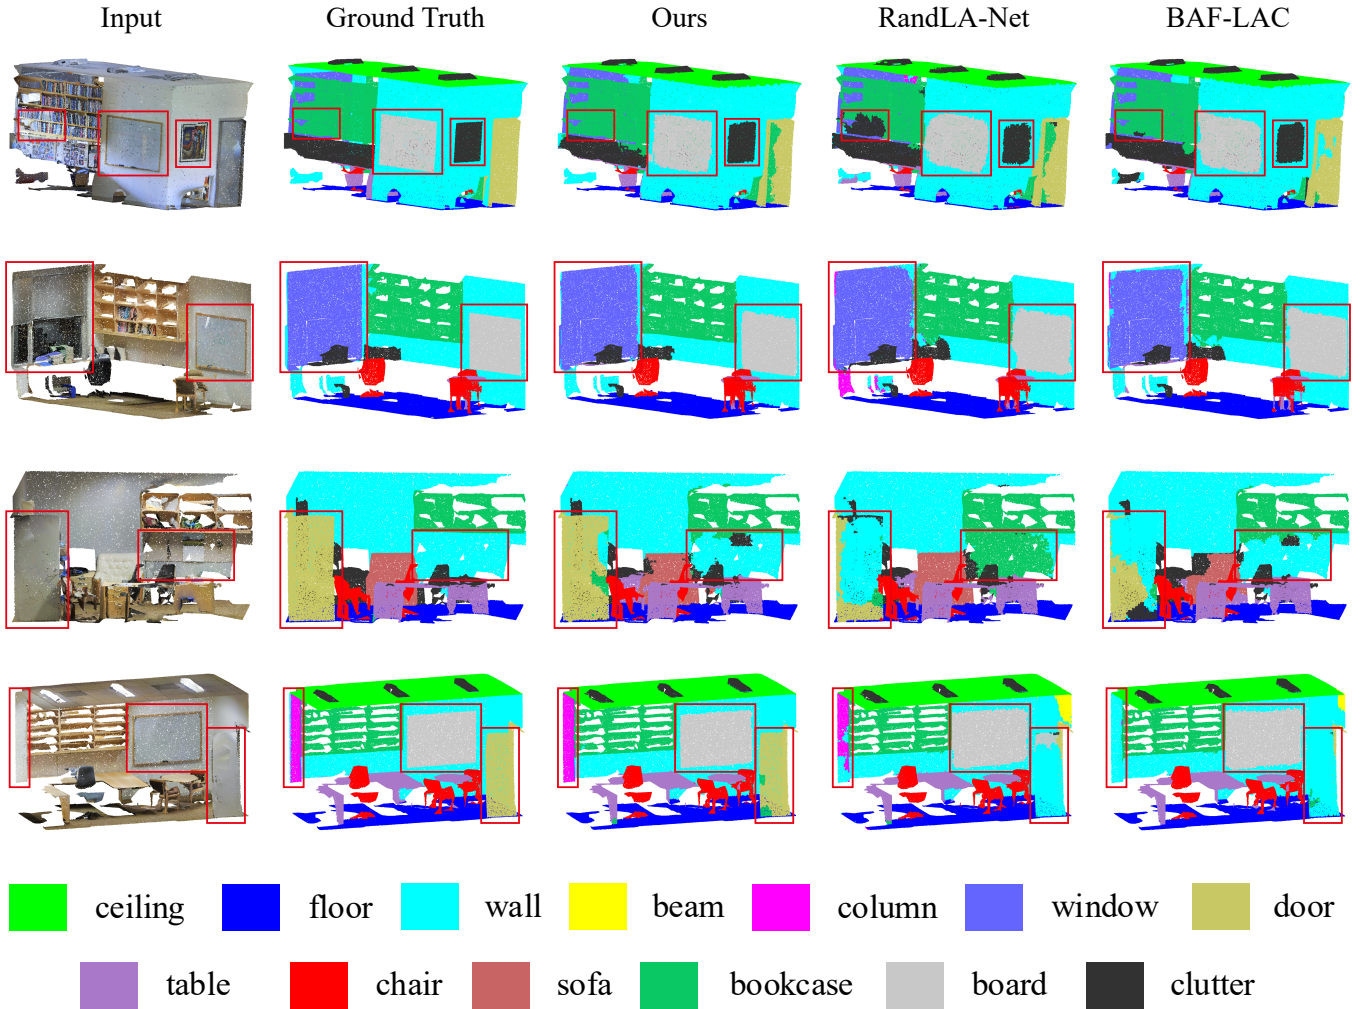 Input Ground Truth Ours RandLA-Net BAF-LAC
ceiling floor wall beam column window door
table chair sofa bookcase board clutter